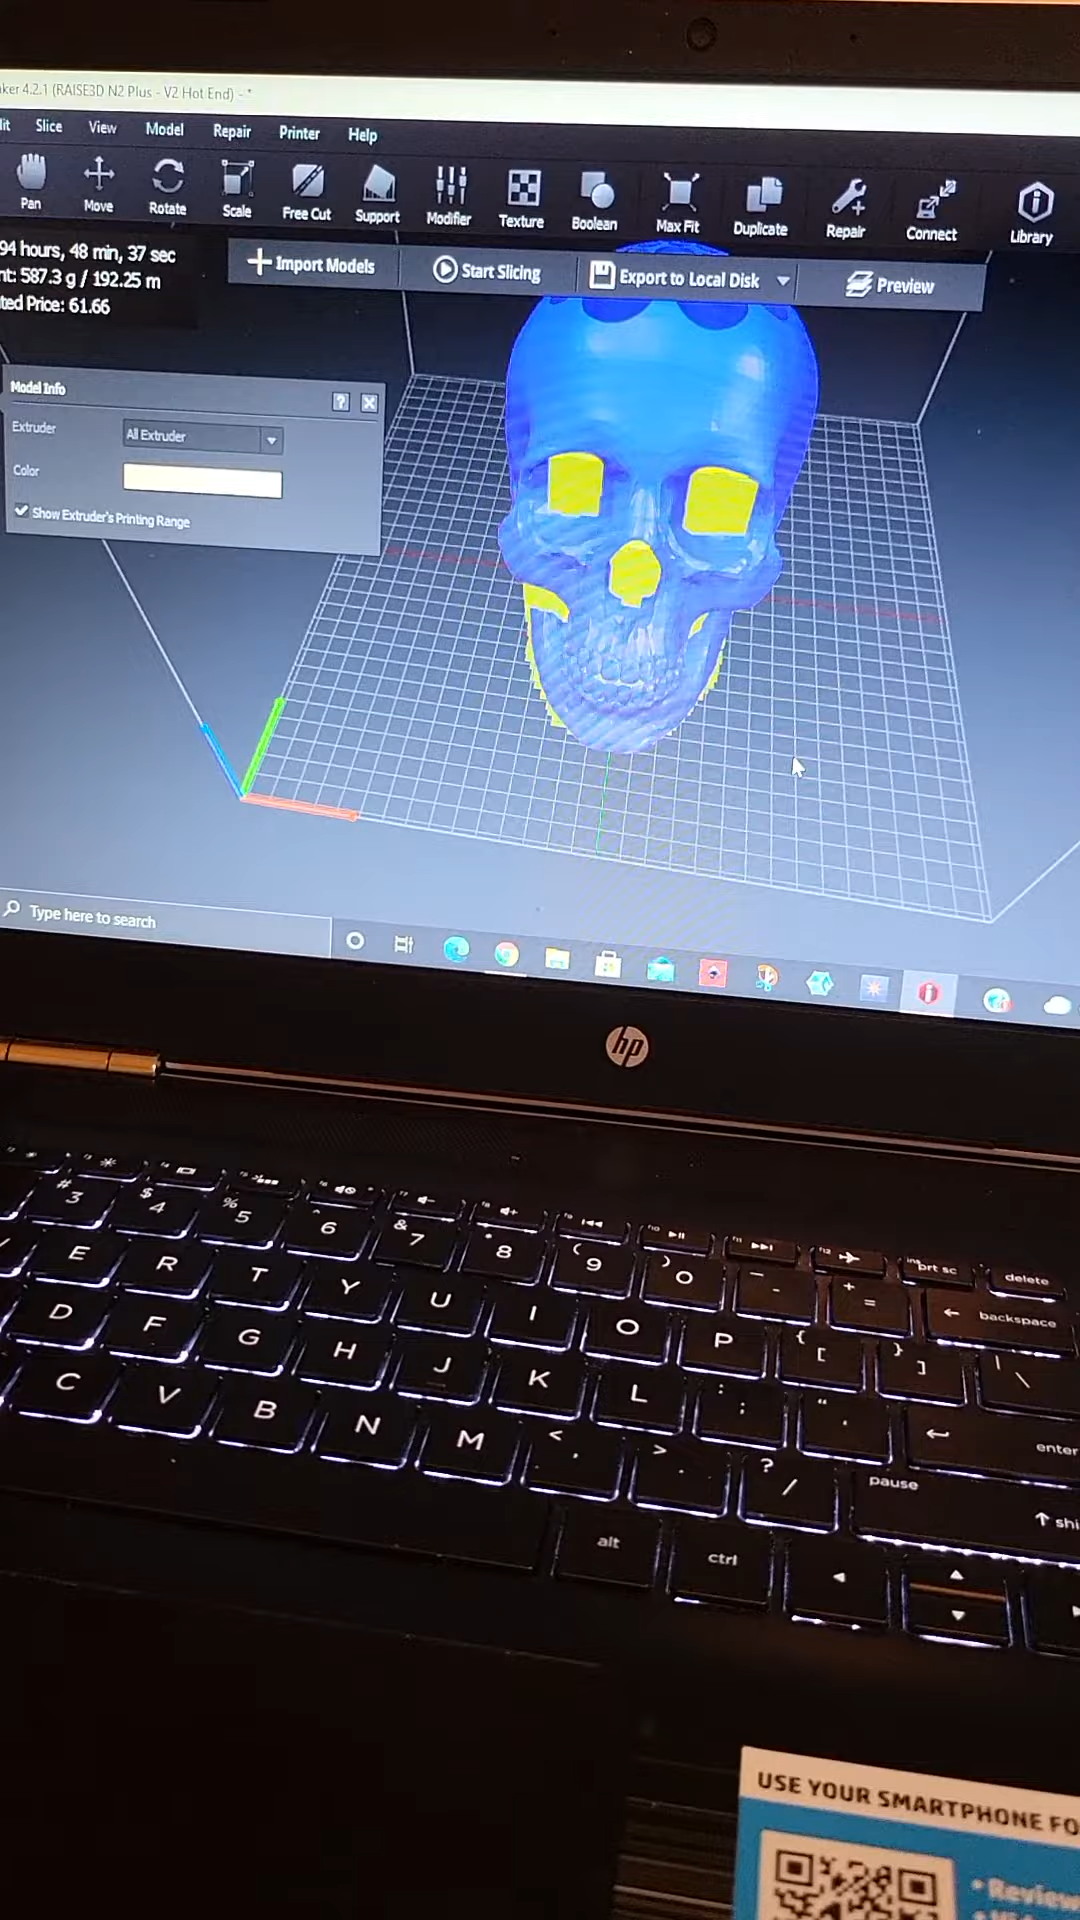 ker 4.2.1 (RAISE3D N2 Plus - V2 Hot End) - *
lit Slice View Model Repair Printer Help
Pan Move Rotate Scale Free Cut Support Modifier Texture Boolean Max Fit Duplicate Repair Connect Library
94 hours, 48 min, 37 sec
nt: 587.3 g / 192.25 m
ted Price: 61.66
Import Models Start Slicing Export to Local Disk Preview
Model Info ?
Extruder All Extruder
Color
Show Extruder's Printing Range
Type here to search
hp
prt sc delete
# 3 $ 4 % 5 ^ 6 & 7 * 8 ( 9 ) 0 _ - + = backspace
E R T Y U I O P { [ } ] | \
D F G H J K L : ; " ' enter
C V B N M < , > . ? / pause shi
alt ctrl
USE YOUR SMARTPHONE FO
• Review